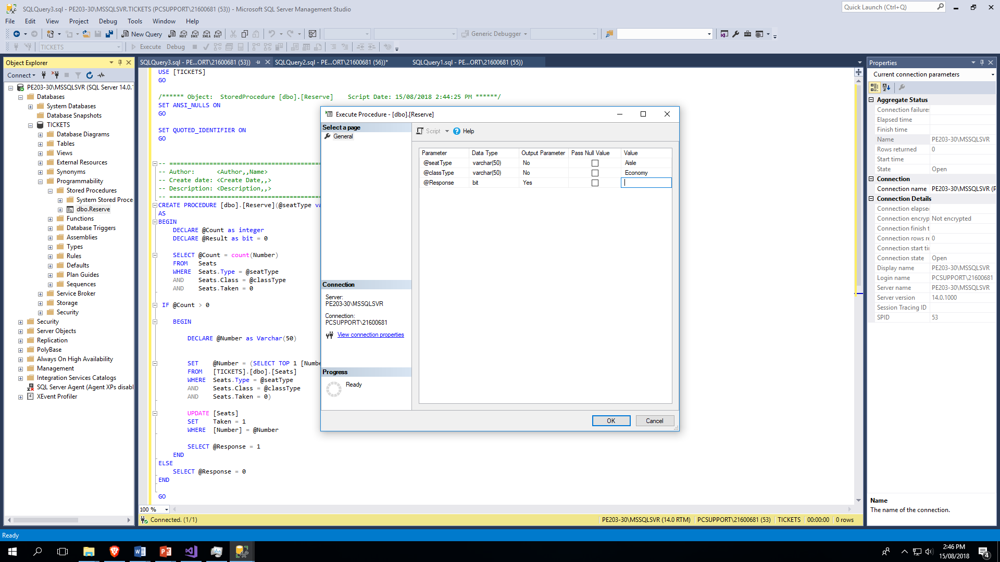 SQLQuery3.sql - PE203-30\MSSQLSVR.TICKETS (PCSUPPORT\21600681 (53)) - Microsoft SQL Server Management Studio
Quick Launch (Ctrl+Q)
File Edit View Project Debug Tools Window Help
New Query
MDX DMX XMLA DAX
Generic Debugger
TICKETS
Execute Debug
Object Explorer
Connect
PE203-30\MSSQLSVR (SQL Server 14.0.
Databases
System Databases
Database Snapshots
TICKETS
Database Diagrams
Tables
Views
External Resources
Synonyms
Programmability
Stored Procedures
System Stored Proce
dbo.Reserve
Functions
Database Triggers
Assemblies
Types
Rules
Defaults
Plan Guides
Sequences
Service Broker
Storage
Security
Security
Server Objects
Replication
PolyBase
Always On High Availability
Management
Integration Services Catalogs
SQL Server Agent (Agent XPs disabl
XEvent Profiler
SQLQuery3.sql - PE...ORT\21600681 (53)) SQLQuery2.sql - PE...ORT\21600681 (56))* SQLQuery1.sql - PE...ORT\21600681 (55))
USE [TICKETS]
GO
/****** Object:  StoredProcedure [dbo].[Reserve]    Script Date: 15/08/2018 2:44:25 PM ******/
SET ANSI_NULLS ON
GO
SET QUOTED_IDENTIFIER ON
GO
-- =========================================
-- Author:      <Author,,Name>
-- Create date: <Create Date,,>
-- Description: <Description,,>
-- =========================================
CREATE PROCEDURE [dbo].[Reserve](@seatType va
AS
BEGIN
DECLARE @Count as integer
DECLARE @Result as bit = 0
SELECT @Count = count(Number)
FROM   Seats
WHERE  Seats.Type = @seatType
AND    Seats.Class = @classType
AND    Seats.Taken = 0
IF @Count > 0
BEGIN
DECLARE @Number as Varchar(50)
SET    @Number = (SELECT TOP 1 [Numbe
FROM   [TICKETS].[dbo].[Seats]
WHERE  Seats.Type = @seatType
AND    Seats.Class = @classType
AND    Seats.Taken = 0)
UPDATE [Seats]
SET    Taken = 1
WHERE  [Number] = @Number
SELECT @Response = 1
END
ELSE
SELECT @Response = 0
END
GO
100 %
Connected. (1/1)
PE203-30\MSSQLSVR (14.0 RTM) PCSUPPORT\21600681 (53) TICKETS 00:00:00 0 rows
Execute Procedure - [dbo].[Reserve]
Select a page
General
Script Help
Parameter Data Type Output Parameter Pass Null Value Value
@seatType varchar(50) No Aisle
@classType varchar(50) No Economy
@Response bit Yes
Connection
Server:
PE203-30\MSSQLSVR
Connection:
PCSUPPORT\21600681
View connection properties
Progress
Ready
OK Cancel
Properties
Current connection parameters
Aggregate Status
Connection failures
Elapsed time
Finish time
Name PE203-30\MSSQLSVR
Rows returned 0
Start time
State Open
Connection
Connection name PE203-30\MSSQLSVR (P
Connection Details
Connection elapse
Connection encryp Not encrypted
Connection finish t
Connection rows re 0
Connection start ti
Connection state Open
Display name PE203-30\MSSQLSVR
Login name PCSUPPORT\21600681
Server name PE203-30\MSSQLSVR
Server version 14.0.1000
Session Tracing ID
SPID 53
Name
The name of the connection.
Ready
2:46 PM
15/08/2018
4